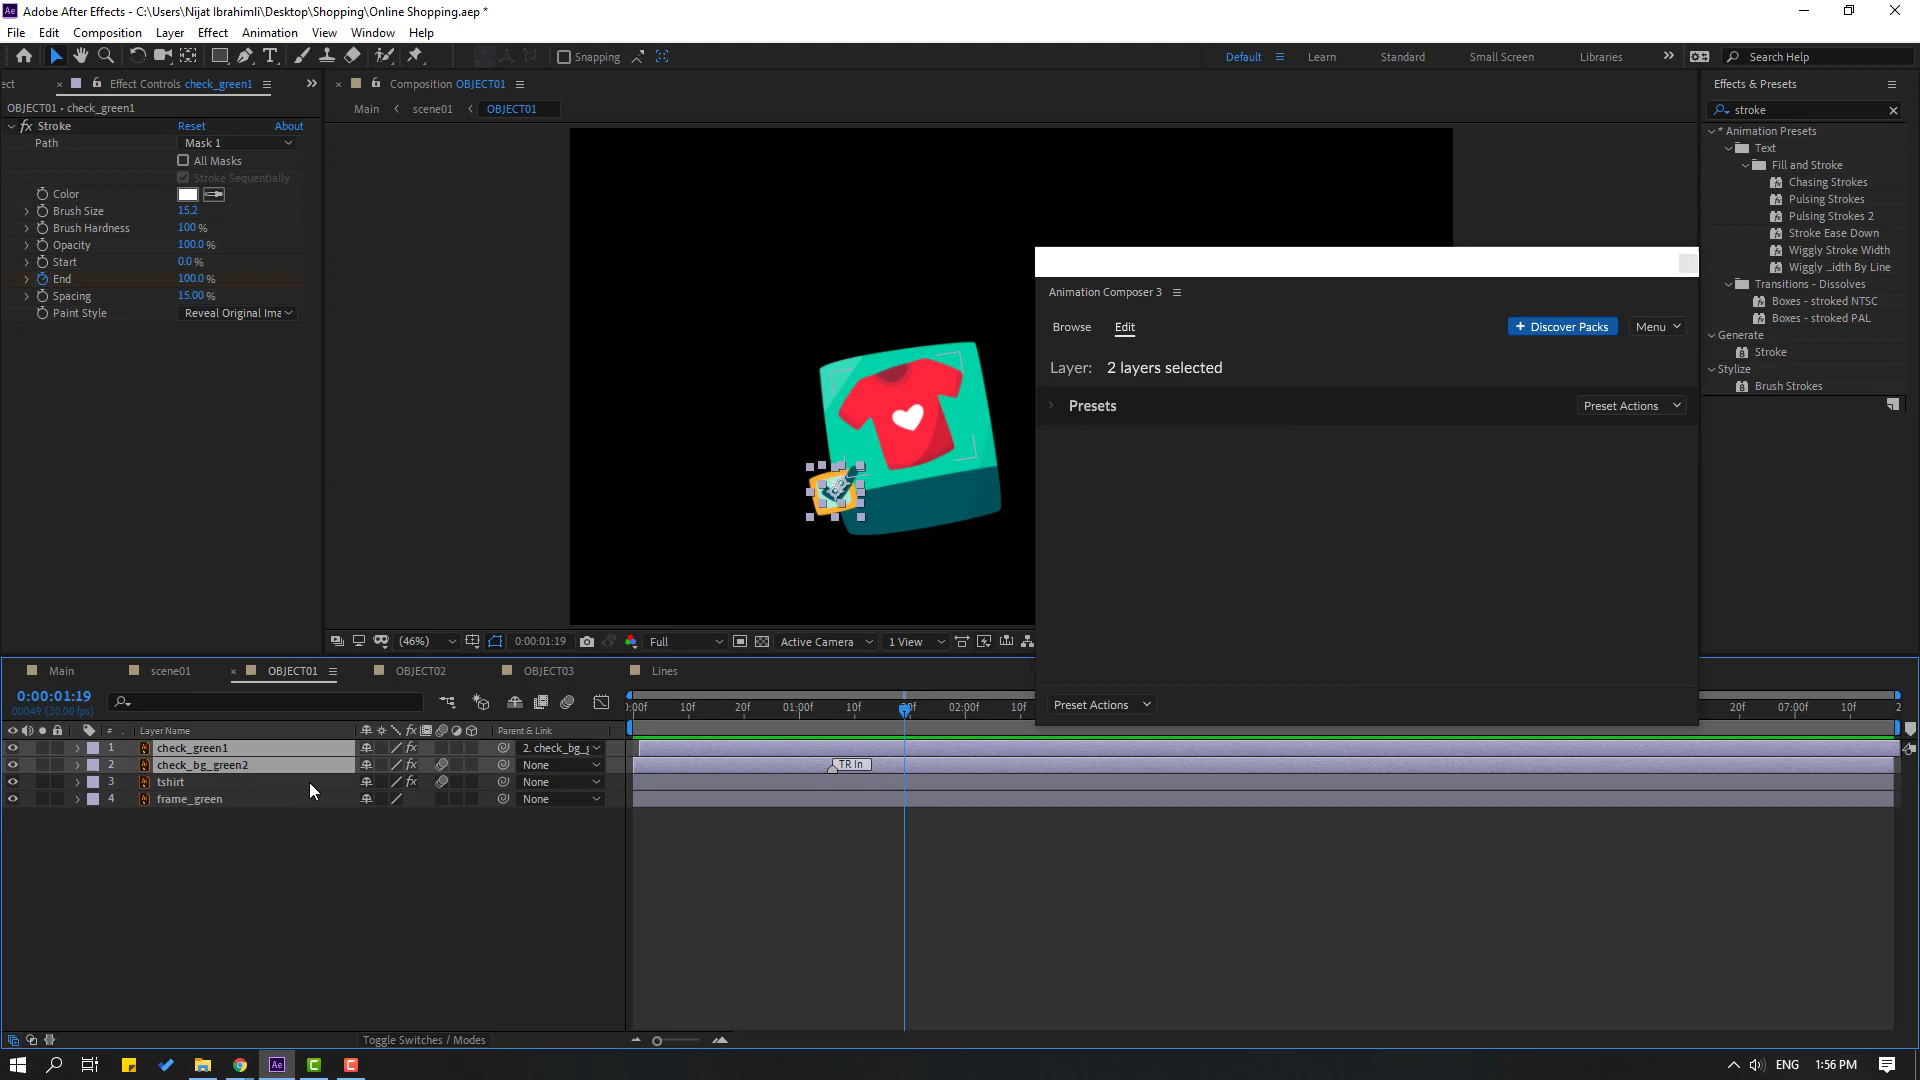 Adobe After Effects - C:\Users\Nijat Ibrahimli\Desktop\Shopping\Online Shopping.aep *
File Edit Composition Layer Effect Animation View Window Help
Snapping Default Learn Standard Small Screen Libraries Search Help
Effect Controls check_green1
Composition OBJECT01
Effects & Presets
OBJECT01 • check_green1
Main scene01 OBJECT01
stroke
fx Stroke Reset About
Path Mask 1
All Masks
Stroke Sequentially
Color
Brush Size 15.2
Brush Hardness 100 %
Opacity 100.0 %
Start 0.0 %
End 100.0 %
Spacing 15.00 %
Paint Style Reveal Original Ima
* Animation Presets
Text
Fill and Stroke
Chasing Strokes
Pulsing Strokes
Pulsing Strokes 2
Stroke Ease Down
Wiggly Stroke Width
Wiggly _idth By Line
Transitions - Dissolves
Boxes - stroked NTSC
Boxes - stroked PAL
Generate
Stroke
Stylize
Brush Strokes
Animation Composer 3
Browse Edit + Discover Packs Menu
Layer: 2 layers selected
Presets Preset Actions
Preset Actions
(46%) 0:00:01:19 Full Active Camera 1 View
Main scene01 OBJECT01 OBJECT02 OBJECT03 Lines
0:00:01:19
00049 (30.00 fps)
10f 20f 01:00f 10f 02:00f 10f 20f 07:00f 10f
# Layer Name Parent & Link
1 check_green1 2. check_bg_
2 check_bg_green2 None TR In
3 tshirt None
4 frame_green None
Toggle Switches / Modes
ENG 1:56 PM